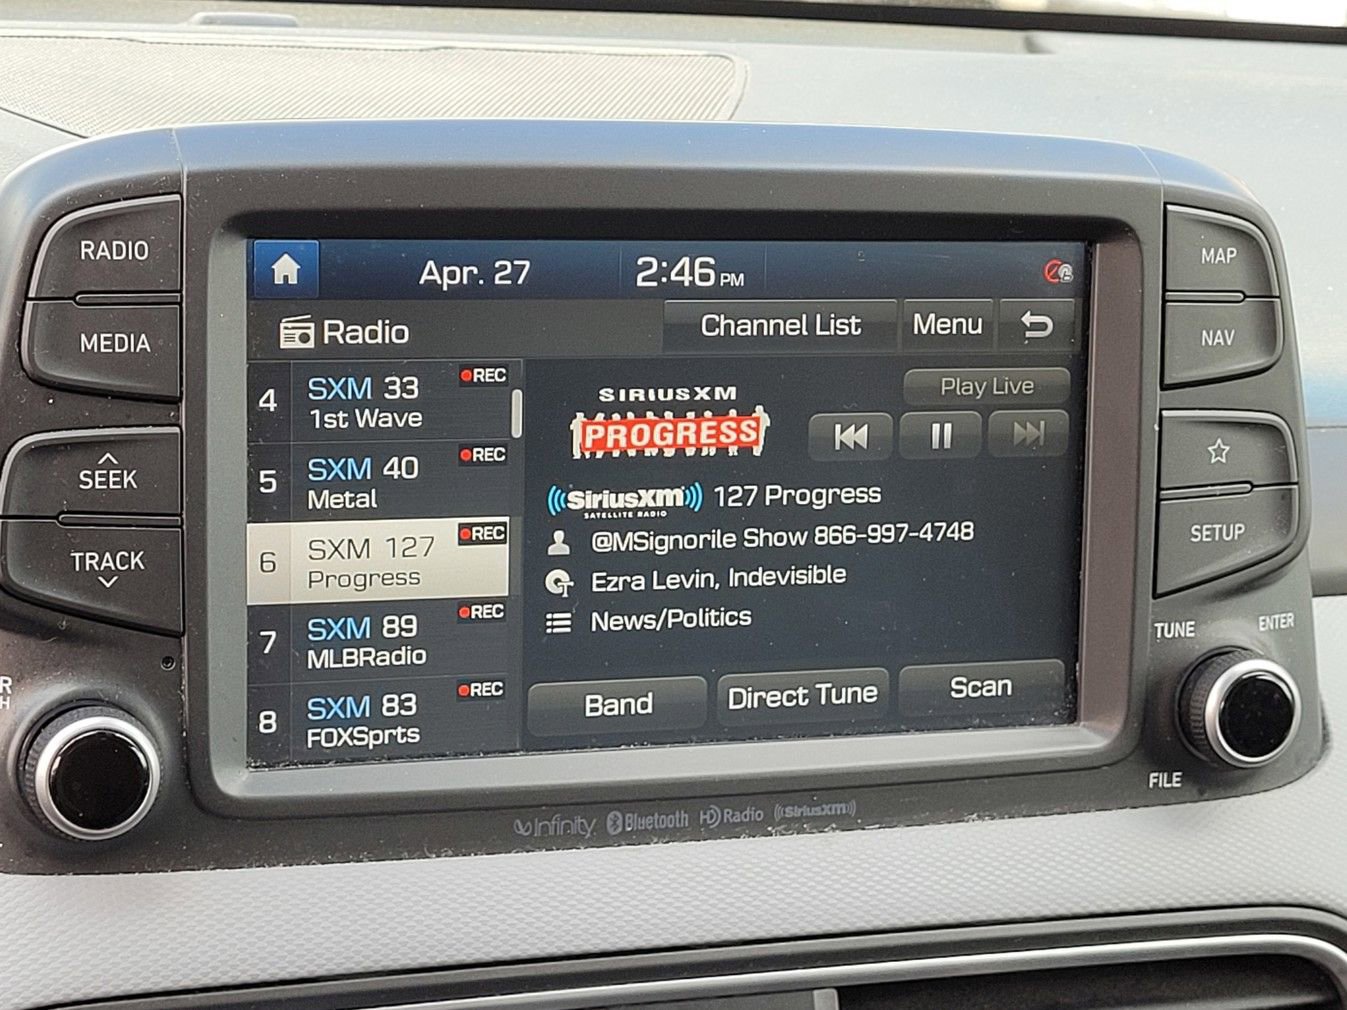 RADIO
MEDIA
SEEK
TRACK
MAP
NAV
SETUP
TUNE
ENTER
FILE
Apr. 27
2:46 PM
Radio
Channel List
Menu
4
SXM 33
REC
1st Wave
5
SXM 40
REC
Metal
6
SXM 127
REC
Progress
7
SXM 89
REC
MLBRadio
8
SXM 83
REC
FOXSprts
SIRIUSXM
PROGRESS
Play Live
SiriusXM 127 Progress
SATELLITE RADIO
@MSignorile Show 866-997-4748
Ezra Levin, Indevisible
News/Politics
Band
Direct Tune
Scan
Infinity Bluetooth HD Radio SiriusXM